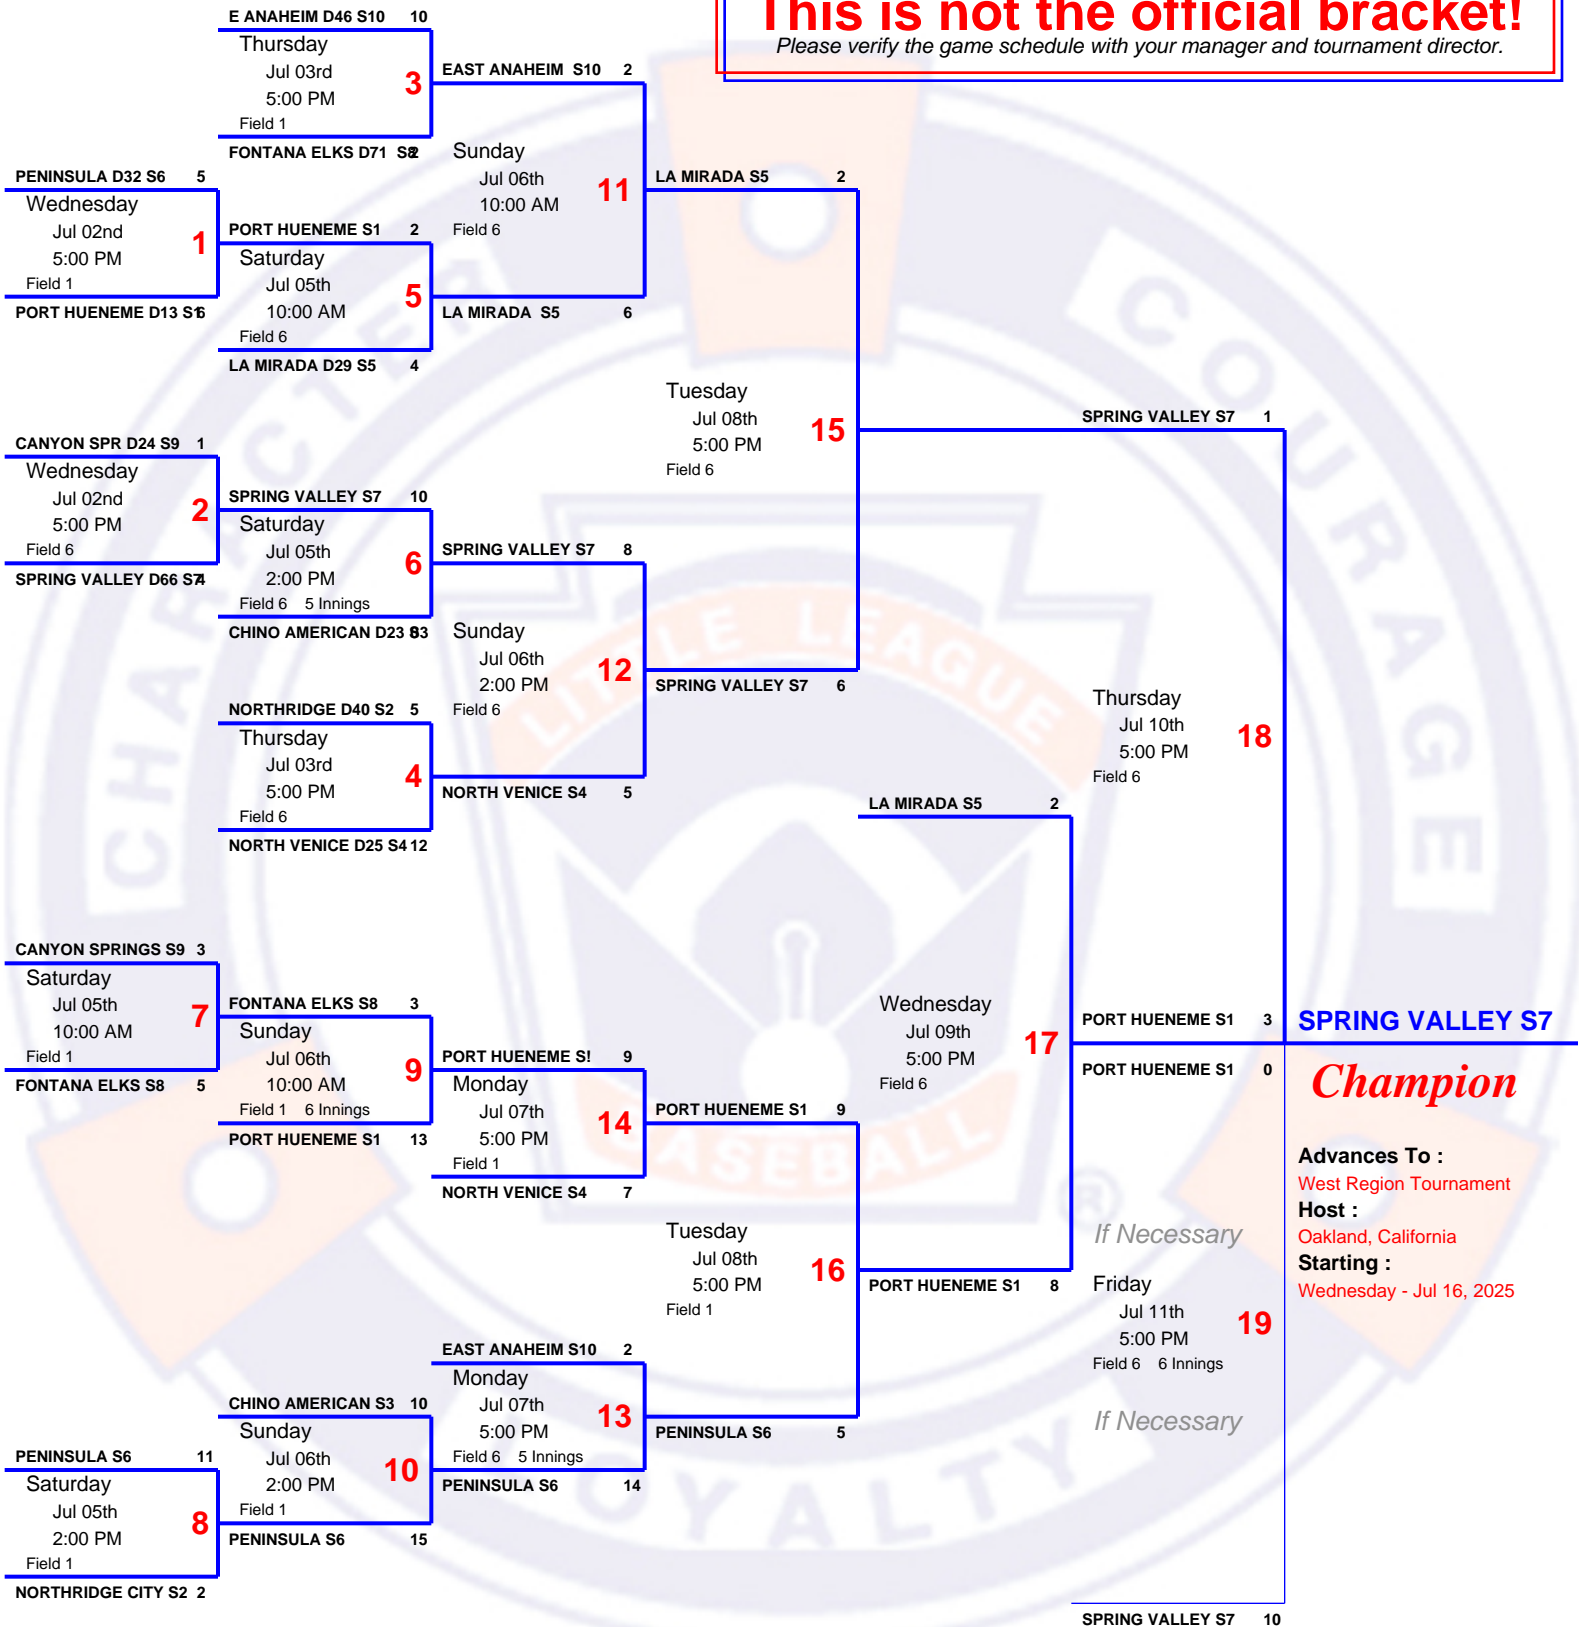 This is not the official bracket!
Please verify the game schedule with your manager and tournament director.
E ANAHEIM D46 S10 10
Thursday
Jul 03rd
5:00 PM
Field 1
3
FONTANA ELKS D71 S8 2
PENINSULA D32 S6 5
Wednesday
Jul 02nd
5:00 PM
Field 1
1
PORT HUENEME D13 S1 6
EAST ANAHEIM S10 2
Sunday
Jul 06th
10:00 AM
Field 6
11
LA MIRADA S5 6
PORT HUENEME S1 2
Saturday
Jul 05th
10:00 AM
Field 6
5
LA MIRADA D29 S5 4
LA MIRADA S5 2
Tuesday
Jul 08th
5:00 PM
Field 6
15
SPRING VALLEY S7 6
CANYON SPR D24 S9 1
Wednesday
Jul 02nd
5:00 PM
Field 6
2
SPRING VALLEY D66 S7 4
SPRING VALLEY S7 10
Saturday
Jul 05th
2:00 PM
Field 6 5 Innings
6
CHINO AMERICAN D23 S3 0
SPRING VALLEY S7 8
Sunday
Jul 06th
2:00 PM
Field 6
12
NORTH VENICE S4 5
NORTHRIDGE D40 S2 5
Thursday
Jul 03rd
5:00 PM
Field 6
4
NORTH VENICE D25 S4 12
SPRING VALLEY S7 1
Thursday
Jul 10th
5:00 PM
Field 6
18
PORT HUENEME S1 3
LA MIRADA S5 2
Wednesday
Jul 09th
5:00 PM
Field 6
17
PORT HUENEME S1 8
CANYON SPRINGS S9 3
Saturday
Jul 05th
10:00 AM
Field 1
7
FONTANA ELKS S8 5
FONTANA ELKS S8 3
Sunday
Jul 06th
10:00 AM
Field 1 6 Innings
9
PORT HUENEME S1 13
PORT HUENEME S! 9
Monday
Jul 07th
5:00 PM
Field 1
14
NORTH VENICE S4 7
PORT HUENEME S1 9
Tuesday
Jul 08th
5:00 PM
Field 1
16
PENINSULA S6 5
EAST ANAHEIM S10 2
Monday
Jul 07th
5:00 PM
Field 6 5 Innings
13
PENINSULA S6 14
CHINO AMERICAN S3 10
Sunday
Jul 06th
2:00 PM
Field 1
10
PENINSULA S6 15
PENINSULA S6 11
Saturday
Jul 05th
2:00 PM
Field 1
8
NORTHRIDGE CITY S2 2
PORT HUENEME S1 0
If Necessary
Friday
Jul 11th
5:00 PM
Field 6 6 Innings
19
If Necessary
SPRING VALLEY S7 10
SPRING VALLEY S7
Champion
Advances To :
West Region Tournament
Host :
Oakland, California
Starting :
Wednesday - Jul 16, 2025
CHARACTER
COURAGE
LOYALTY
LITTLE LEAGUE
BASEBALL
®